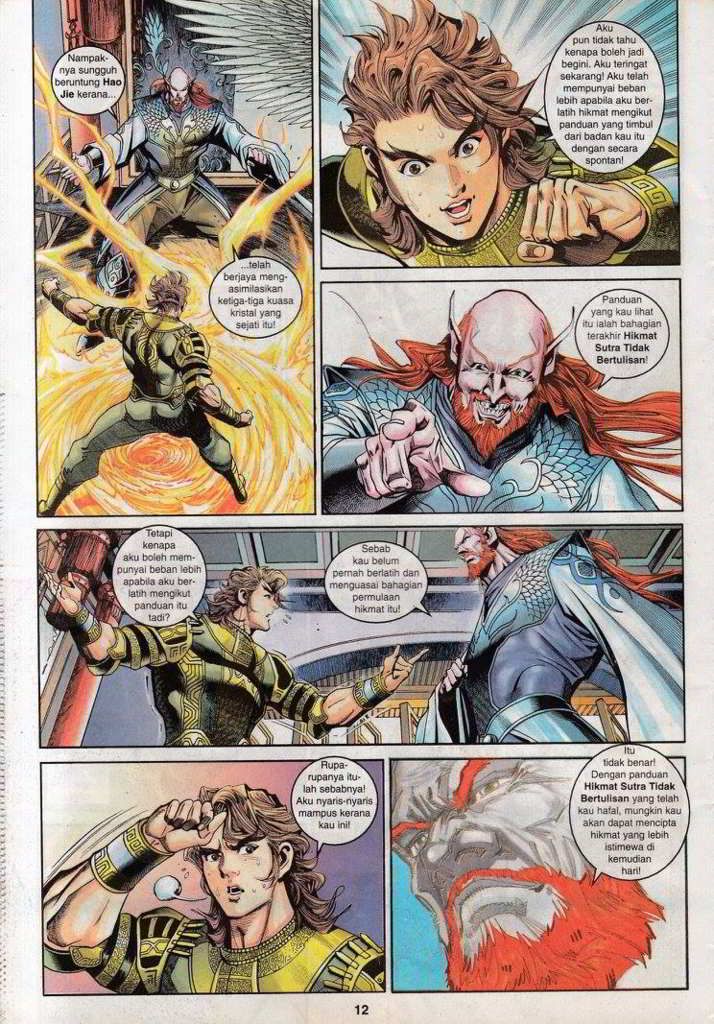 Nampak-
nya sungguh
beruntung Hao
Jie kerana...
...telah
berjaya meng-
asimilasikan
ketiga-tiga kuasa
kristal yang
sejati itu!
Aku
pun tidak tahu
kenapa boleh jadi
begini. Aku teringat
sekarang! Aku telah
mempunyai beban
lebih apabila aku ber-
latih hikmat mengikut
panduan yang timbul
dari badan kau itu
dengan secara
spontan!
Panduan
yang kau lihat
itu ialah bahagian
terakhir Hikmat
Sutra Tidak
Bertulisan!
Tetapi
kenapa
aku boleh mem-
punyai beban lebih
apabila aku ber-
latih mengikut
panduan itu
tadi?
Sebab
kau belum
pernah berlatih dan
menguasai bahagian
permulaan
hikmat itu!
Rupa-
rupanya itu-
lah sebabnya!
Aku nyaris-nyaris
mampus kerana
kau ini!
Itu
tidak benar!
Dengan panduan
Hikmat Sutra Tidak
Bertulisan yang telah
kau hafal, mungkin kau
akan dapat mencipta
hikmat yang lebih
istimewa di
kemudian
hari!
12